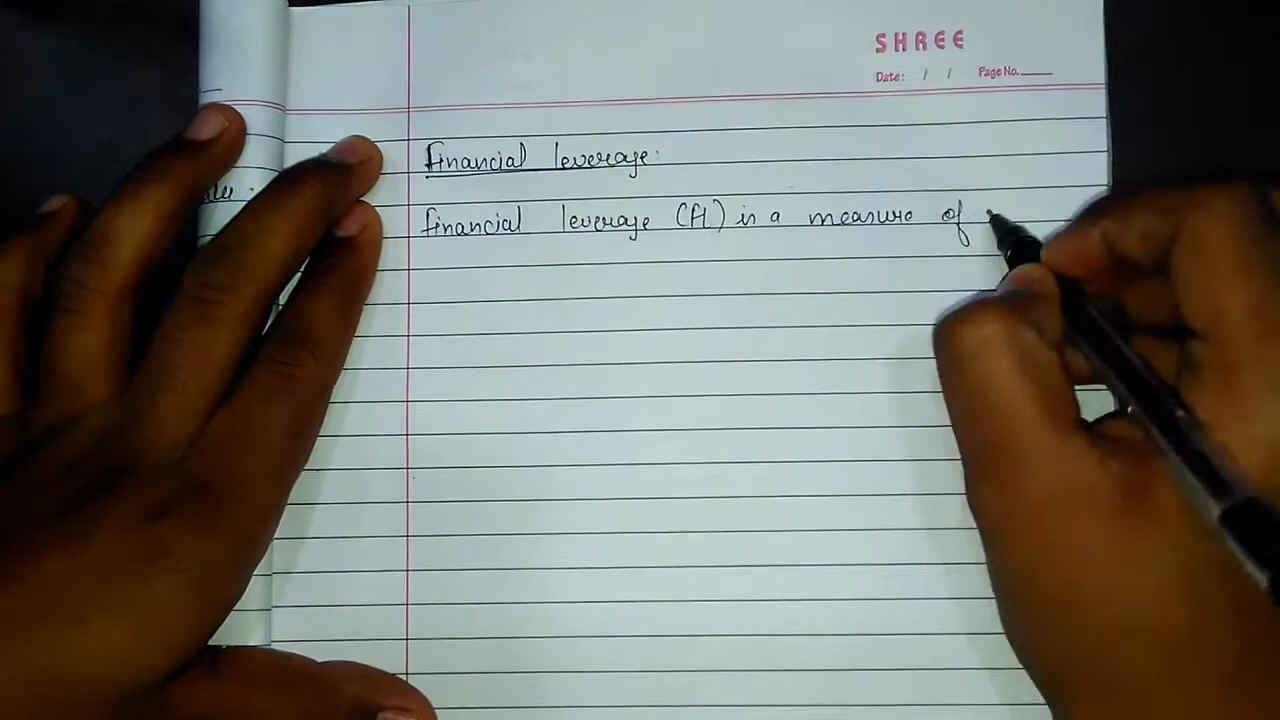 SHREE
Date: / / Page No.
Financial leverage:
Financial leverage (FL) is a measure of